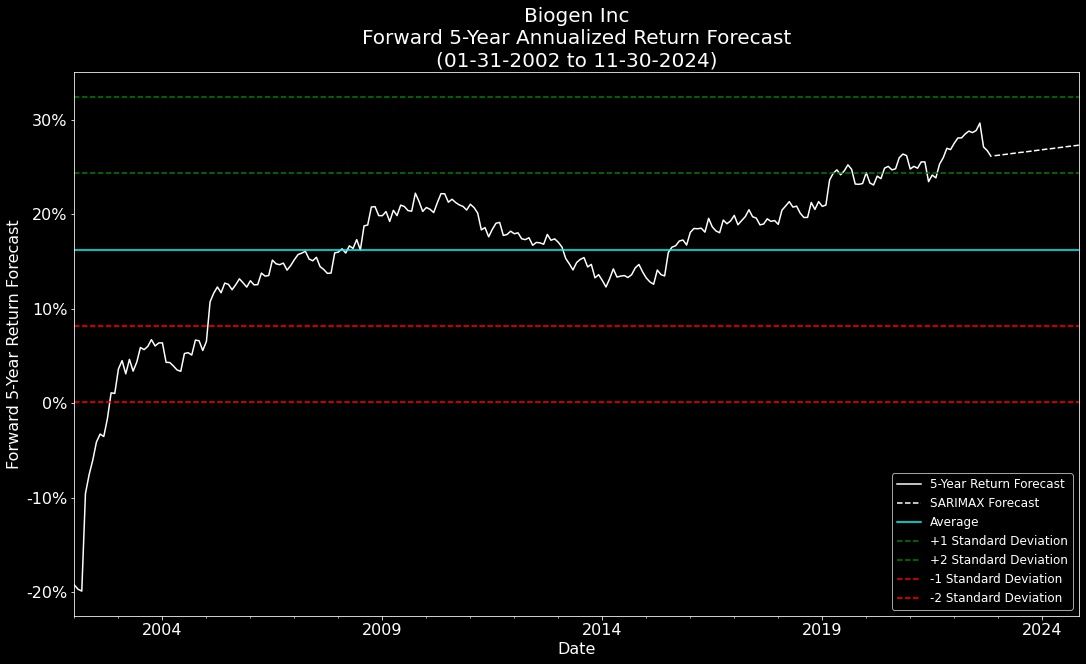 Biogen Inc
Forward 5-Year Annualized Return Forecast
(01-31-2002 to 11-30-2024)
Forward 5-Year Return Forecast
30%
20%
10%
0%
-10%
-20%
2004
2009
2014
2019
2024
Date
5-Year Return Forecast
SARIMAX Forecast
Average
+1 Standard Deviation
+2 Standard Deviation
-1 Standard Deviation
-2 Standard Deviation